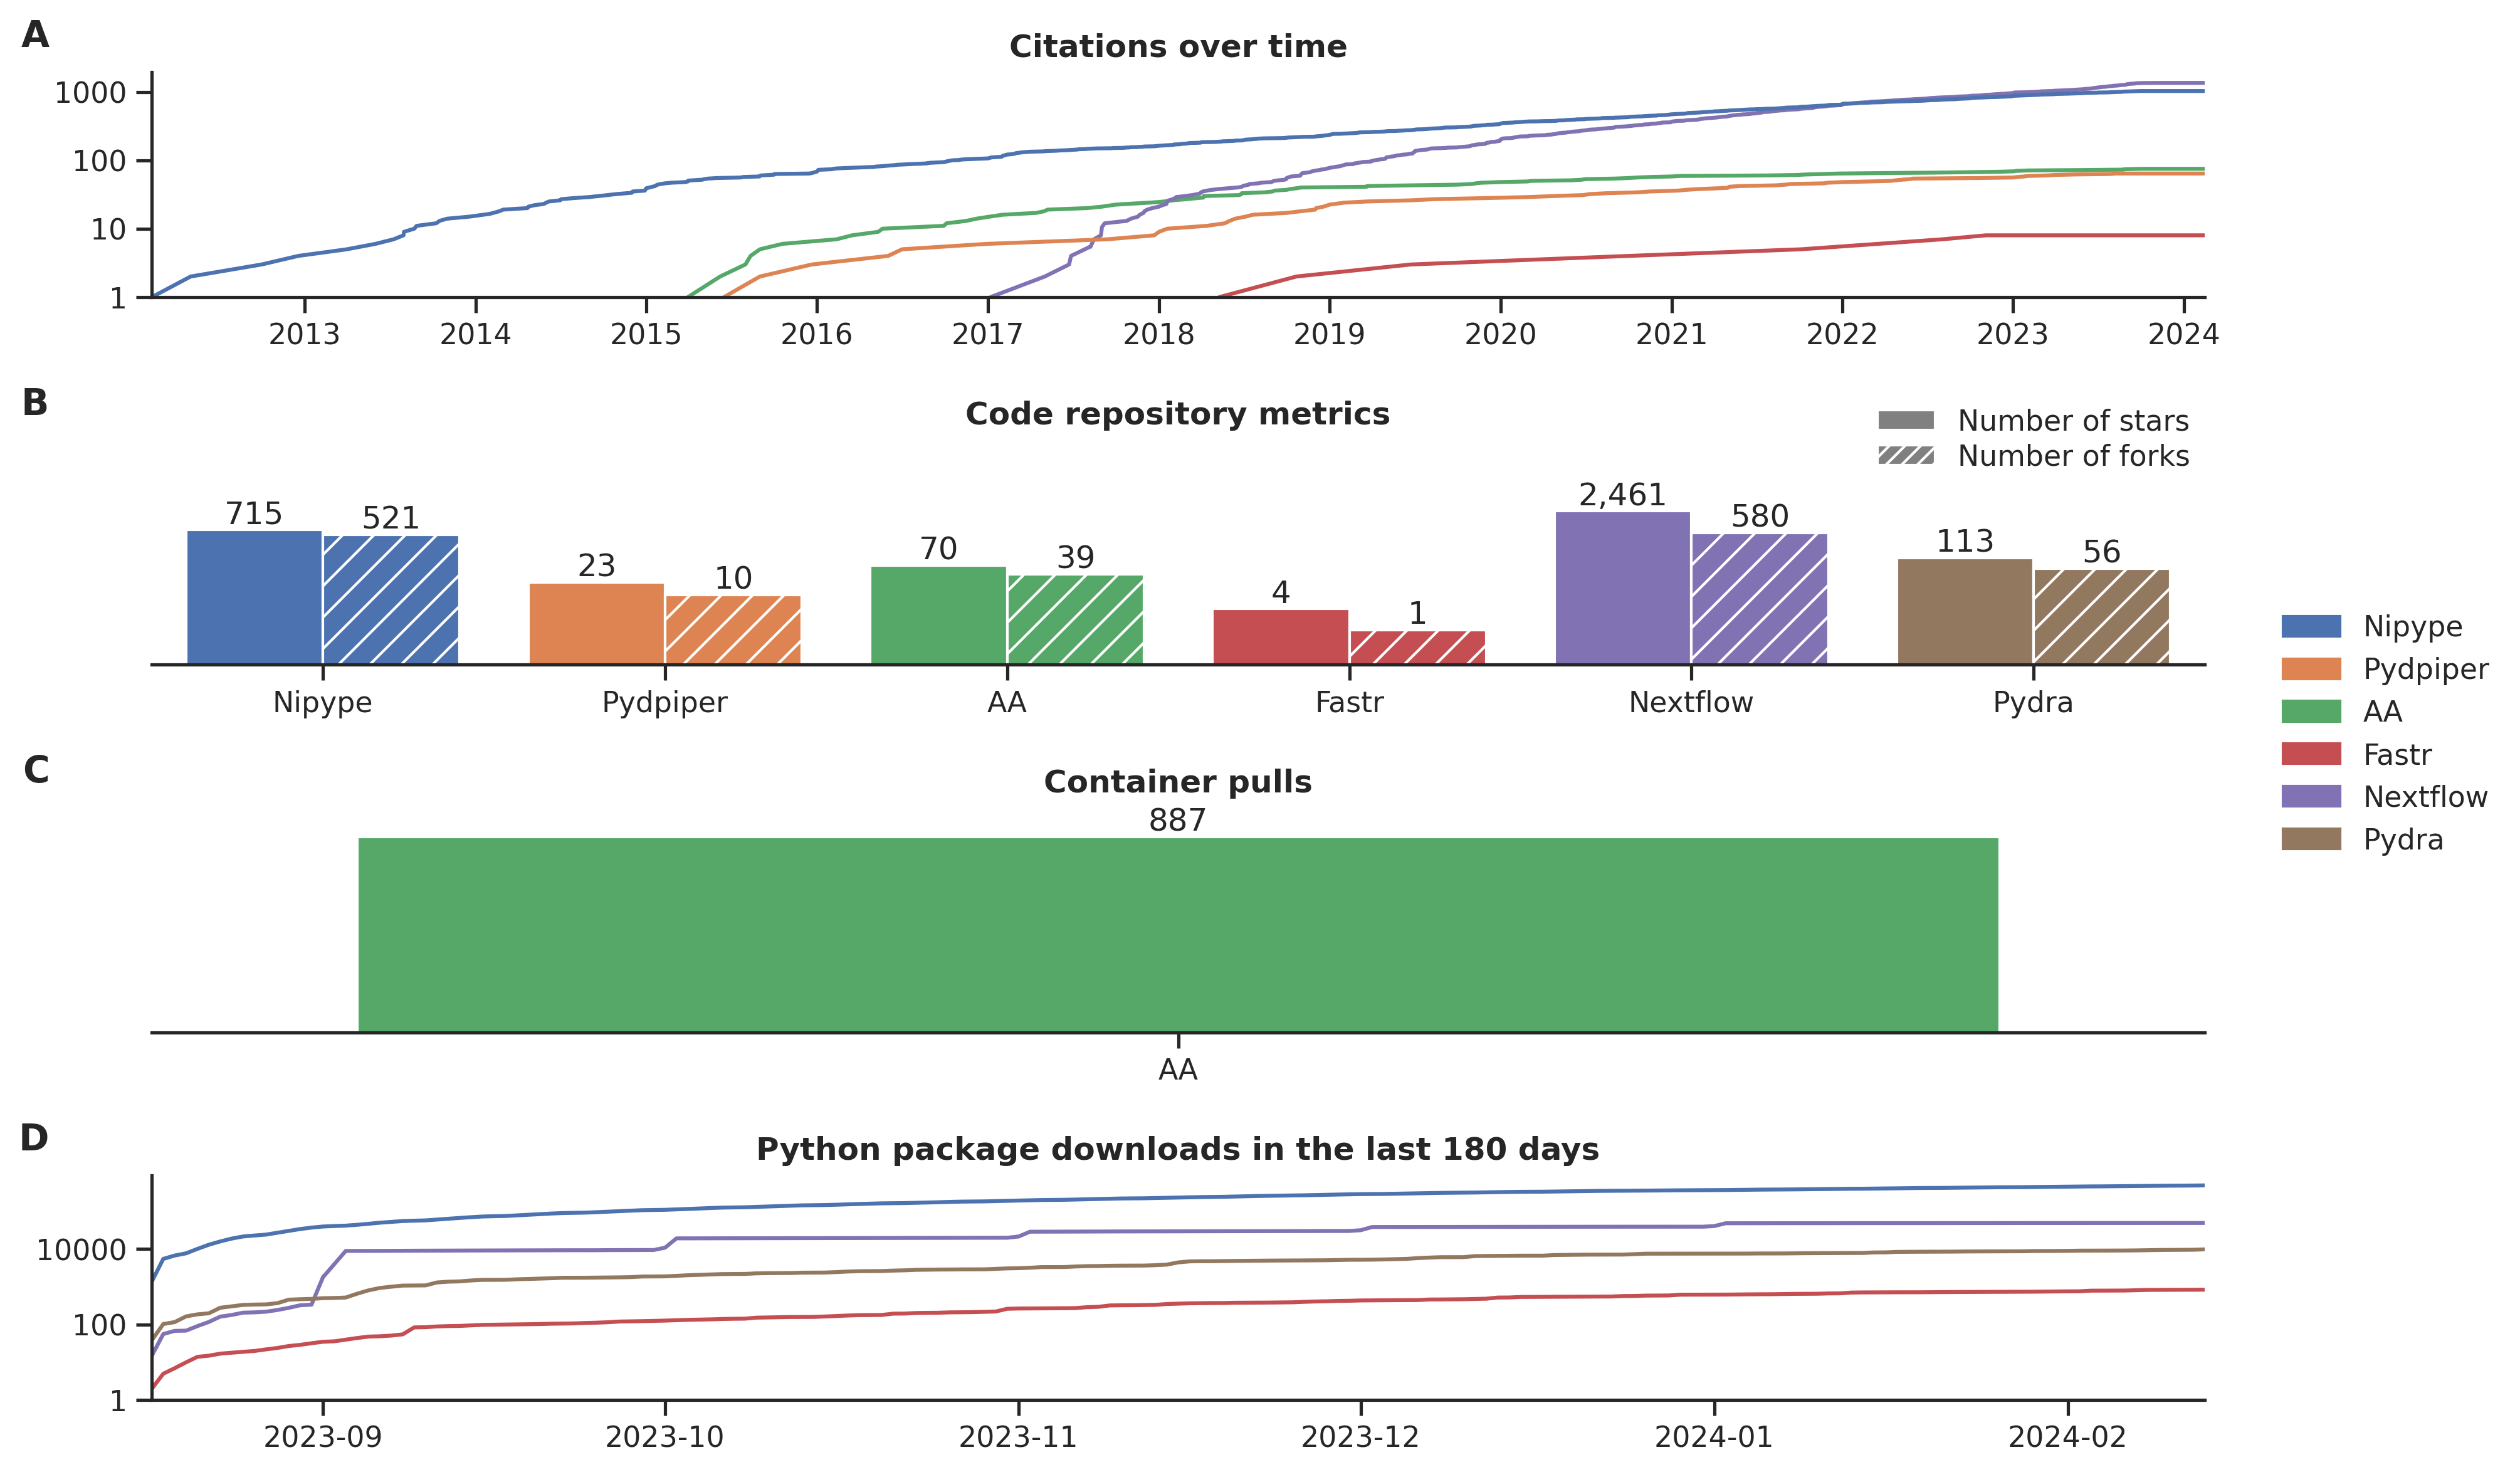 A
Citations over time
1000
100
10
1
2013 2014 2015 2016 2017 2018 2019 2020 2021 2022 2023 2024
B
Code repository metrics
Number of stars
Number of forks
715 521 23 10 70 39 4 1 2,461 580 113 56
Nipype Pydpiper AA Fastr Nextflow Pydra
Nipype
Pydpiper
AA
Fastr
Nextflow
Pydra
C
Container pulls
887
AA
D
Python package downloads in the last 180 days
10000
100
1
2023-09 2023-10 2023-11 2023-12 2024-01 2024-02